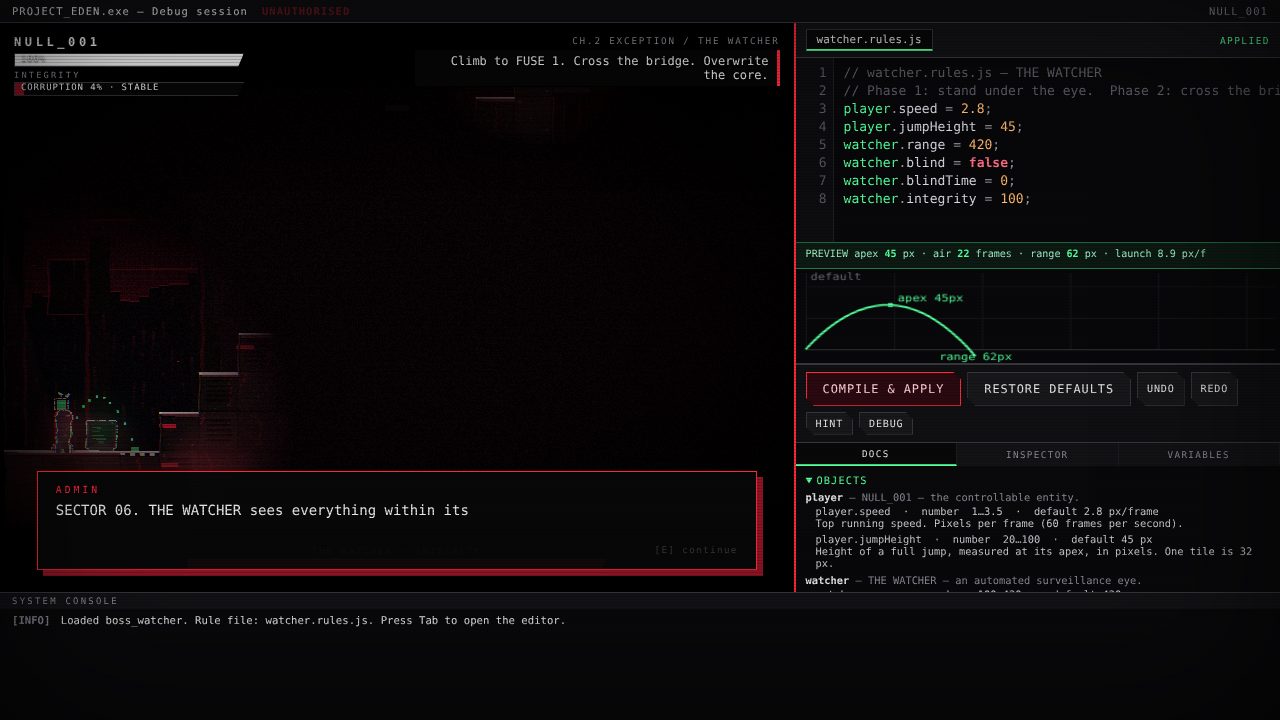 PROJECT_EDEN.exe — Debug session UNAUTHORISED
NULL_001
NULL_001
100%
INTEGRITY
CORRUPTION 4% · STABLE
CH.2 EXCEPTION / THE WATCHER
Climb to FUSE 1. Cross the bridge. Overwrite
the core.
ADMIN
SECTOR 06. THE WATCHER sees everything within its
[E] continue
watcher.rules.js
APPLIED
1 // watcher.rules.js — THE WATCHER
2 // Phase 1: stand under the eye. Phase 2: cross the bri
3 player.speed = 2.8;
4 player.jumpHeight = 45;
5 watcher.range = 420;
6 watcher.blind = false;
7 watcher.blindTime = 0;
8 watcher.integrity = 100;
PREVIEW apex 45 px · air 22 frames · range 62 px · launch 8.9 px/f
default
apex 45px
range 62px
COMPILE & APPLY
RESTORE DEFAULTS
UNDO
REDO
HINT
DEBUG
DOCS
INSPECTOR
VARIABLES
▼ OBJECTS
player — NULL_001 — the controllable entity.
player.speed · number 1…3.5 · default 2.8 px/frame
Top running speed. Pixels per frame (60 frames per second).
player.jumpHeight · number 20…100 · default 45 px
Height of a full jump, measured at its apex, in pixels. One tile is 32
px.
watcher — THE WATCHER — an automated surveillance eye.
SYSTEM CONSOLE
[INFO] Loaded boss_watcher. Rule file: watcher.rules.js. Press Tab to open the editor.